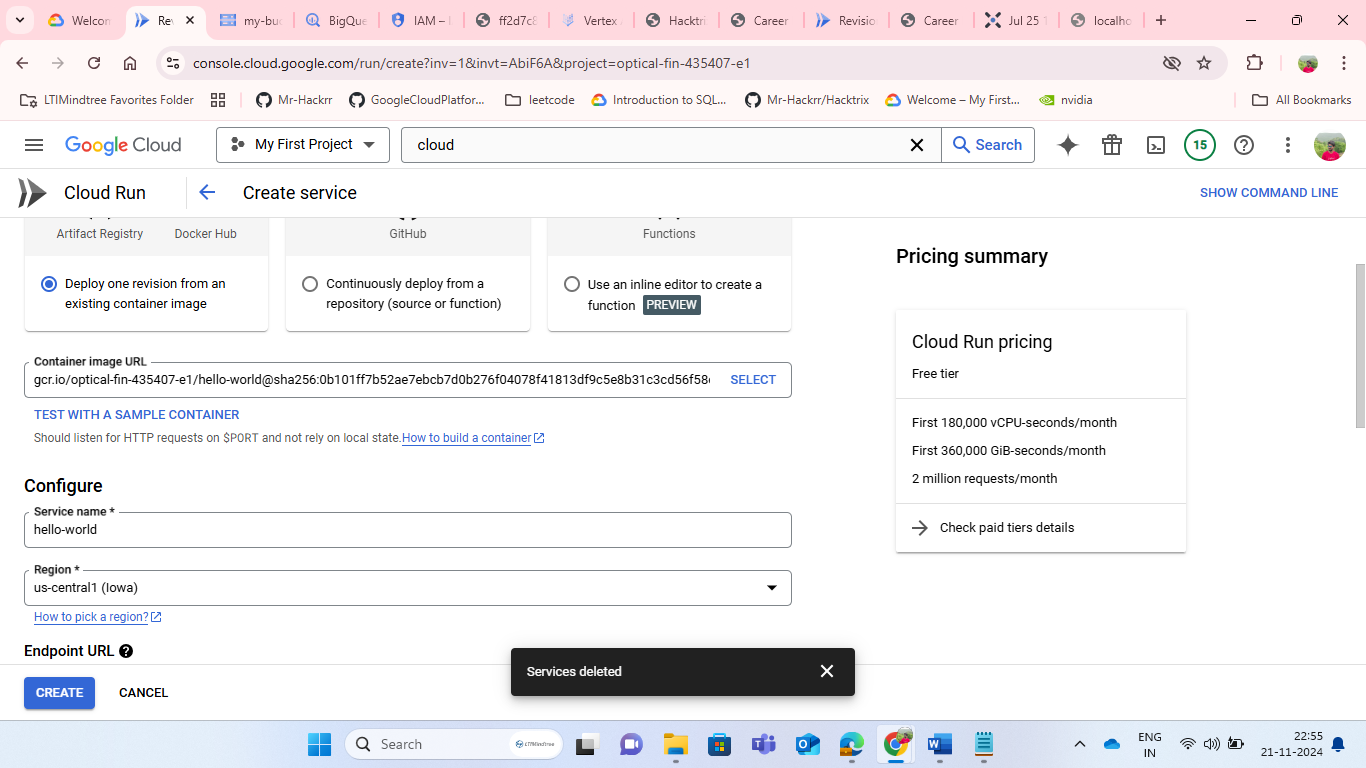 Welcom
Rev
my-buc
BigQue
IAM – I
ff2d7c8
Vertex A
Hacktri
Career
Revision
Career
Jul 25 1
localho
console.cloud.google.com/run/create?inv=1&invt=AbiF6A&project=optical-fin-435407-e1
LTIMindtree Favorites Folder
Mr-Hackrr
GoogleCloudPlatfor...
leetcode
Introduction to SQL...
Mr-Hackrr/Hacktrix
Welcome – My First...
nvidia
All Bookmarks
Google Cloud
My First Project
cloud
Search
15
Cloud Run
Create service
SHOW COMMAND LINE
Artifact Registry
Docker Hub
GitHub
Functions
Deploy one revision from an existing container image
Continuously deploy from a repository (source or function)
Use an inline editor to create a function PREVIEW
Container image URL
gcr.io/optical-fin-435407-e1/hello-world@sha256:0b101ff7b52ae7ebcb7d0b276f04078f41813df9c5e8b31c3cd56f58
SELECT
TEST WITH A SAMPLE CONTAINER
Should listen for HTTP requests on $PORT and not rely on local state. How to build a container
Configure
Service name *
hello-world
Region *
us-central1 (Iowa)
How to pick a region?
Endpoint URL
Pricing summary
Cloud Run pricing
Free tier
First 180,000 vCPU-seconds/month
First 360,000 GiB-seconds/month
2 million requests/month
Check paid tiers details
Services deleted
CREATE
CANCEL
Search
LTIMindtree
ENG
IN
22:55
21-11-2024